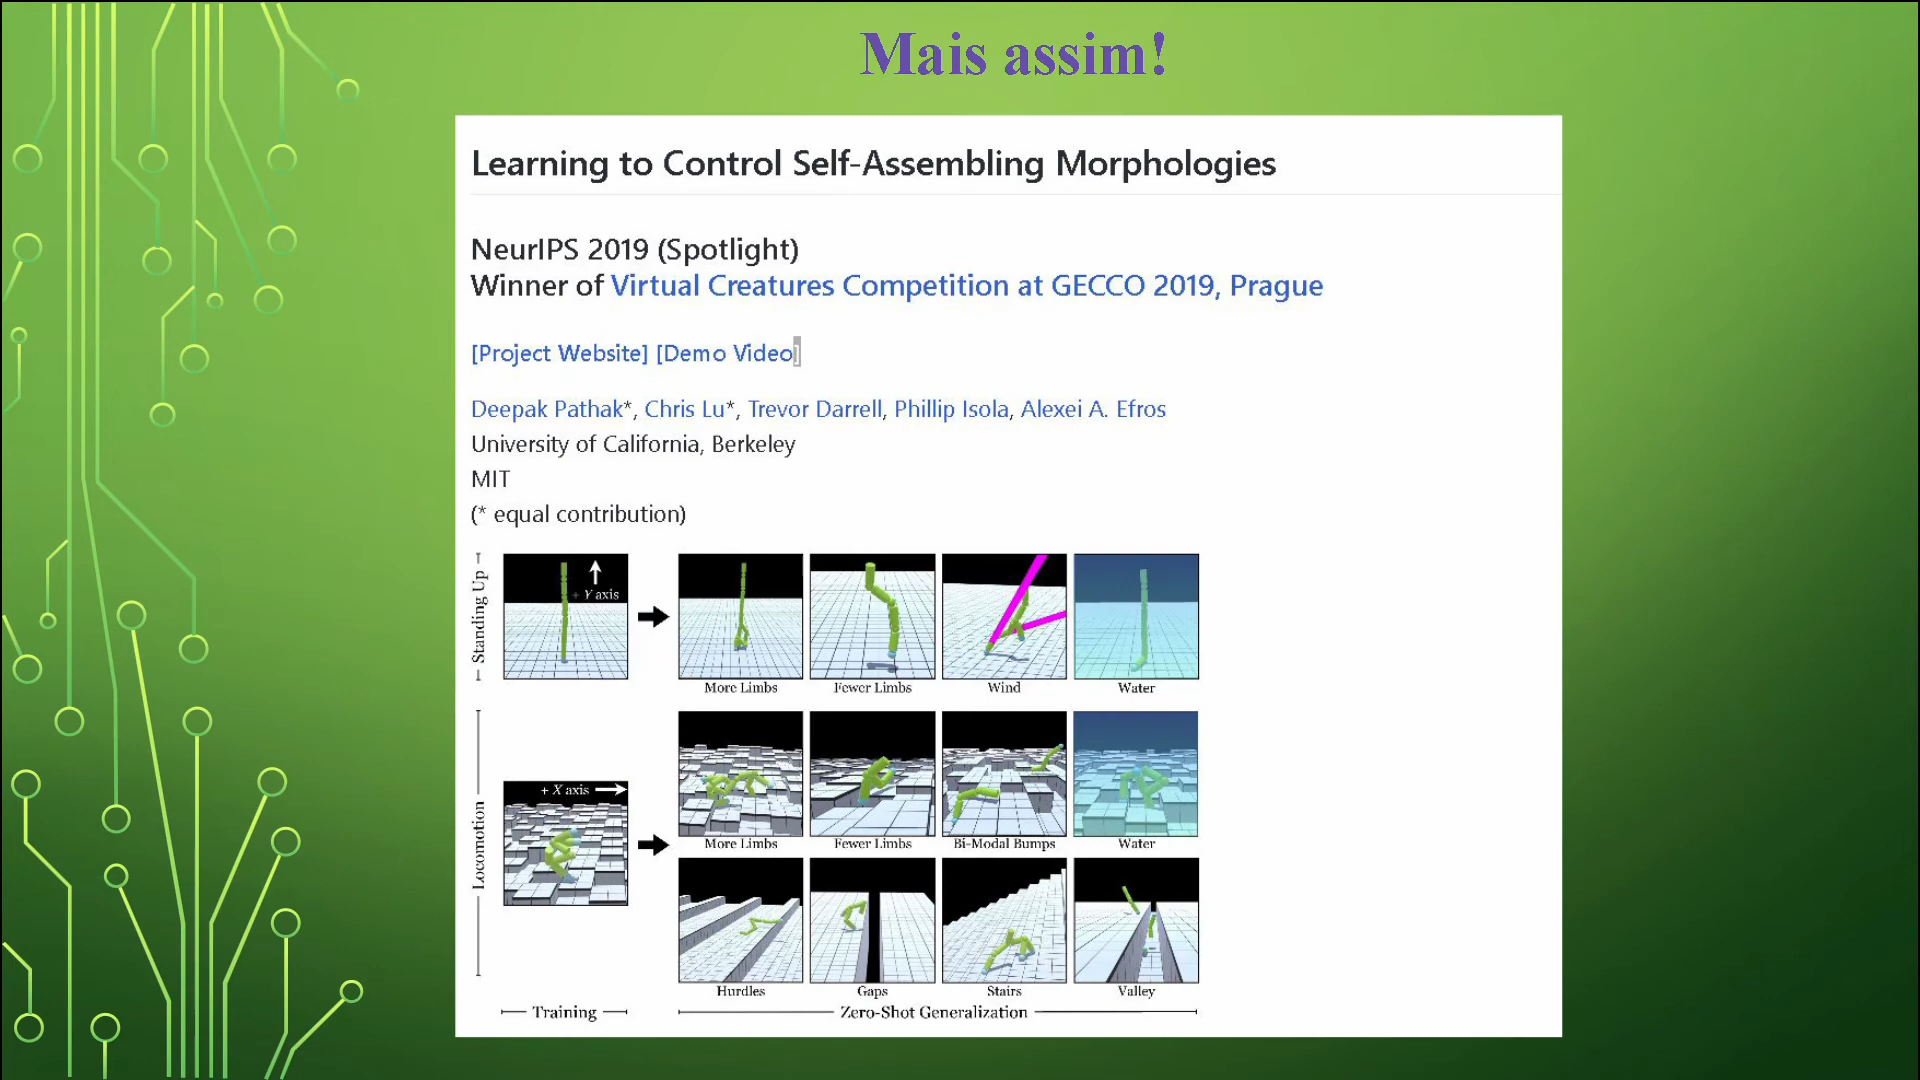 Mais assim!
Learning to Control Self-Assembling Morphologies
NeurIPS 2019 (Spotlight)
Winner of Virtual Creatures Competition at GECCO 2019, Prague
[Project Website] [Demo Video]
Deepak Pathak*, Chris Lu*, Trevor Darrell, Phillip Isola, Alexei A. Efros
University of California, Berkeley
MIT
(* equal contribution)
Standing Up
+ Y axis
More Limbs
Fewer Limbs
Wind
Water
Locomotion
+ X axis
More Limbs
Fewer Limbs
Bi-Modal Bumps
Water
Hurdles
Gaps
Stairs
Valley
Training
Zero-Shot Generalization